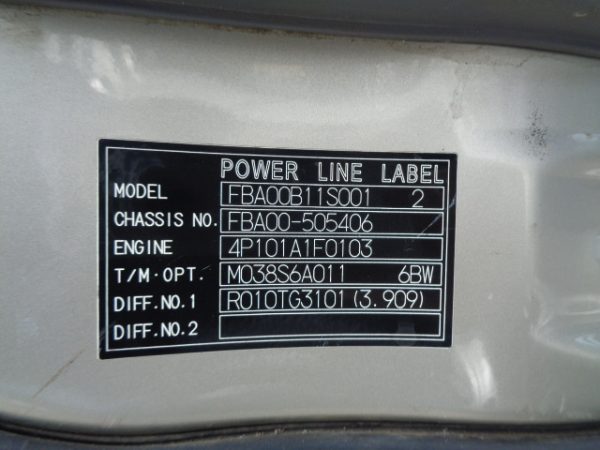 POWER LINE LABEL
MODEL FBA00B11S001 2
CHASSIS NO. FBA00-505406
ENGINE 4P101A1F0103
T/M·OPT. M038S6A011 6BW
DIFF.NO.1 R010TG3101(3.909)
DIFF.NO.2